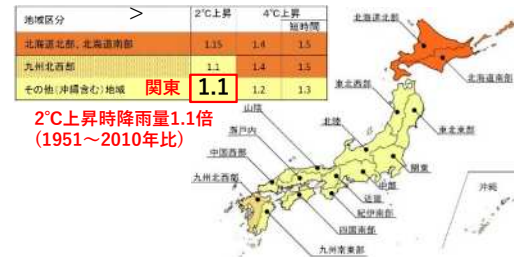 >
地域区分 2℃上昇 4℃上昇
短時間
北海道北部、北海道南部 1.15 1.4 1.5
九州北西部 1.1 1.4 1.5
その他(沖縄含む)地域 関東 1.1 1.2 1.3
2℃上昇時降雨量1.1倍
(1951～2010年比)
北海道北部
北海道南部
東北西部
東北東部
北陸
山陰
瀬戸内
中国西部
九州北西部
関東
中部
近畿
紀伊南部
四国南部
九州南東部
沖縄